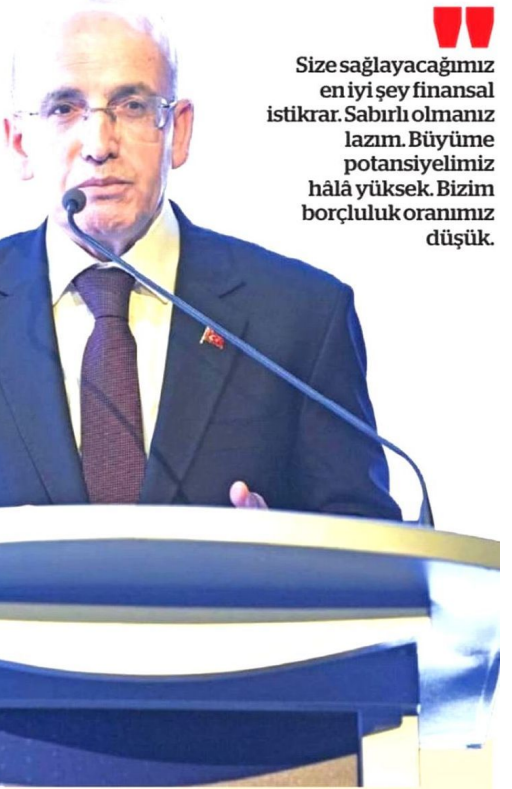 Size sağlayacağımız
en iyi şey finansal
istikrar. Sabırlı olmanız
lazım. Büyüme
potansiyelimiz
hâlâ yüksek. Bizim
borçluluk oranımız
düşük.